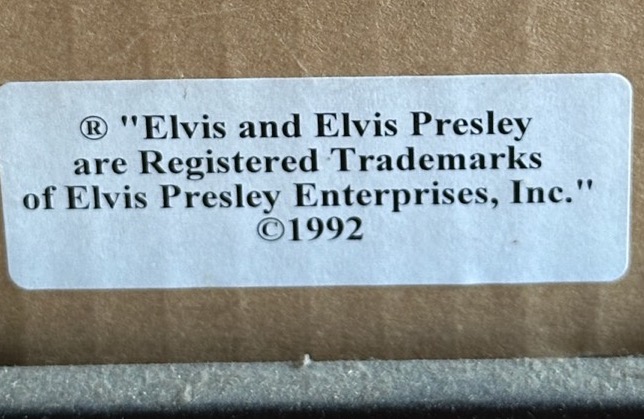 ® "Elvis and Elvis Presley
are Registered Trademarks
of Elvis Presley Enterprises, Inc."
©1992